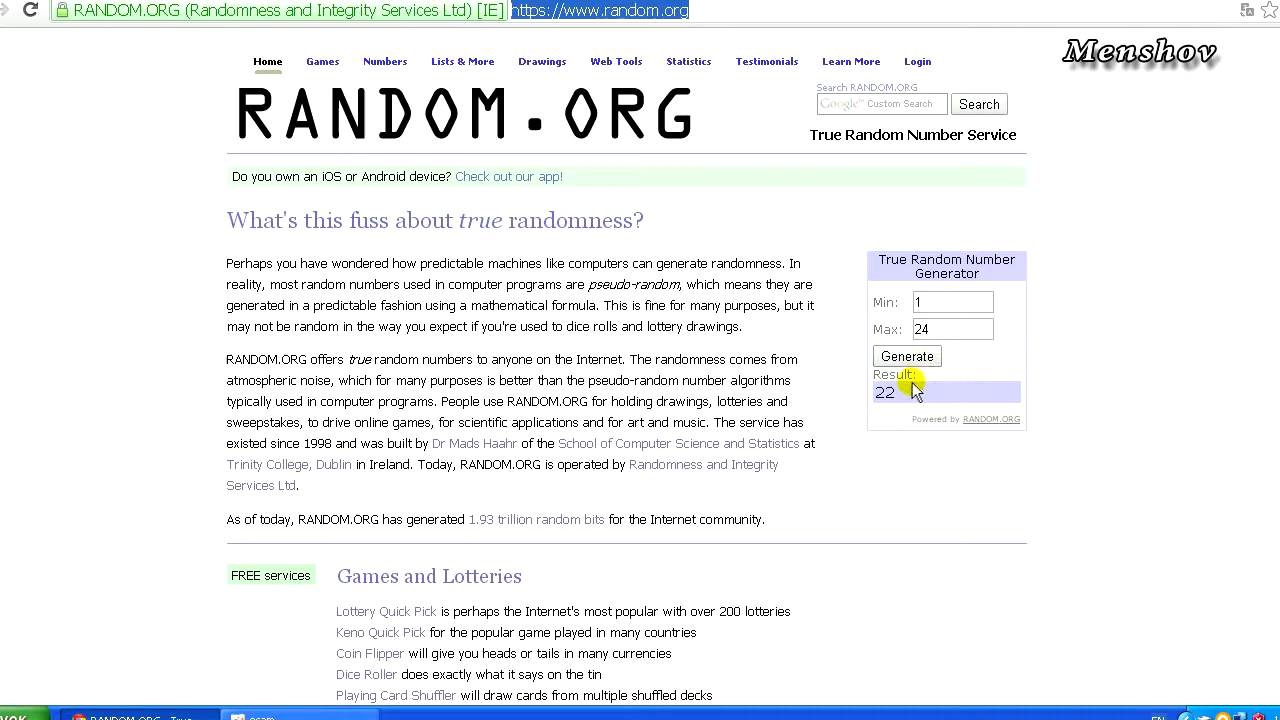 RANDOM.ORG (Randomness and Integrity Services Ltd) [IE] https://www.random.org
Menshov
Home Games Numbers Lists & More Drawings Web Tools Statistics Testimonials Learn More Login
RANDOM.ORG
Search RANDOM.ORG
Google™ Custom Search Search
True Random Number Service
Do you own an iOS or Android device? Check out our app!
What's this fuss about true randomness?
Perhaps you have wondered how predictable machines like computers can generate randomness. In
reality, most random numbers used in computer programs are pseudo-random, which means they are
generated in a predictable fashion using a mathematical formula. This is fine for many purposes, but it
may not be random in the way you expect if you're used to dice rolls and lottery drawings.
RANDOM.ORG offers true random numbers to anyone on the Internet. The randomness comes from
atmospheric noise, which for many purposes is better than the pseudo-random number algorithms
typically used in computer programs. People use RANDOM.ORG for holding drawings, lotteries and
sweepstakes, to drive online games, for scientific applications and for art and music. The service has
existed since 1998 and was built by Dr Mads Haahr of the School of Computer Science and Statistics at
Trinity College, Dublin in Ireland. Today, RANDOM.ORG is operated by Randomness and Integrity
Services Ltd.
As of today, RANDOM.ORG has generated 1.93 trillion random bits for the Internet community.
True Random Number
Generator
Min: 1
Max: 24
Generate
Result:
22
Powered by RANDOM.ORG
FREE services
Games and Lotteries
Lottery Quick Pick is perhaps the Internet's most popular with over 200 lotteries
Keno Quick Pick for the popular game played in many countries
Coin Flipper will give you heads or tails in many currencies
Dice Roller does exactly what it says on the tin
Playing Card Shuffler will draw cards from multiple shuffled decks
RANDOM.ORG - True EN